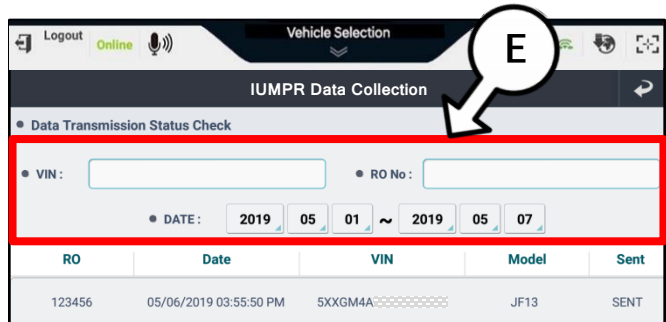 Logout Online Vehicle Selection
E
IUMPR Data Collection
Data Transmission Status Check
VIN : RO No :
DATE : 2019 05 01 ~ 2019 05 07
RO Date VIN Model Sent
123456 05/06/2019 03:55:50 PM 5XXGM4A JF13 SENT